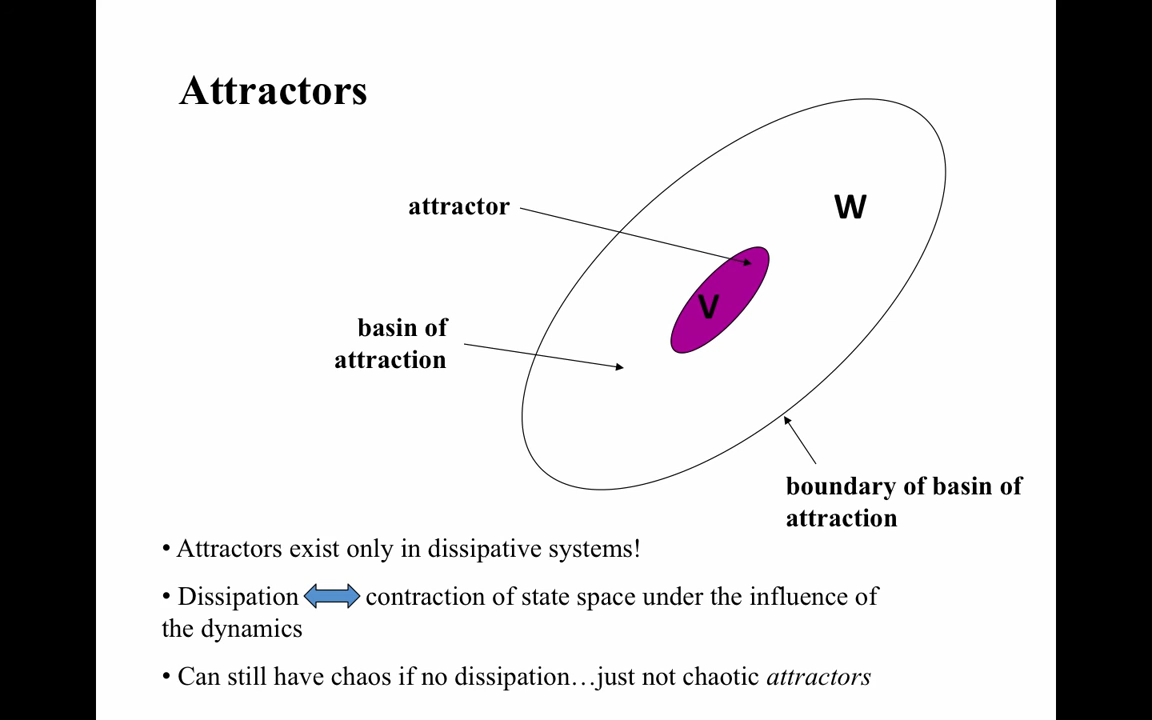 Attractors
attractor
W
V
basin of
attraction
boundary of basin of
attraction
• Attractors exist only in dissipative systems!
• Dissipation contraction of state space under the influence of
the dynamics
• Can still have chaos if no dissipation…just not chaotic attractors